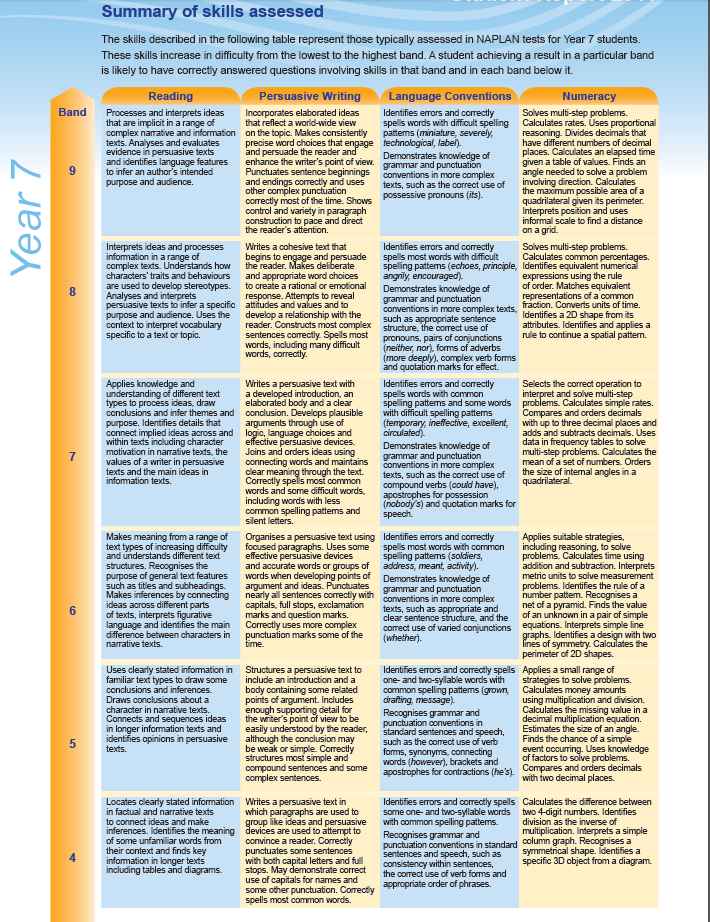 Student Report 2011
Summary of skills assessed
The skills described in the following table represent those typically assessed in NAPLAN tests for Year 7 students.
These skills increase in difficulty from the lowest to the highest band. A student achieving a result in a particular band
is likely to have correctly answered questions involving skills in that band and in each band below it.
Year 7
Band
Reading
Persuasive Writing
Language Conventions
Numeracy
9
Processes and interprets ideas
that are implicit in a range of
complex narrative and information
texts. Analyses and evaluates
evidence in persuasive texts
and identifies language features
to infer an author's intended
purpose and audience.
Incorporates elaborated ideas
that reflect a world-wide view
on the topic. Makes consistently
precise word choices that engage
and persuade the reader and
enhance the writer's point of view.
Punctuates sentence beginnings
and endings correctly and uses
other complex punctuation
correctly most of the time. Shows
control and variety in paragraph
construction to pace and direct
the reader's attention.
Identifies errors and correctly
spells words with difficult spelling
patterns (miniature, severely,
technological, label).
Demonstrates knowledge of
grammar and punctuation
conventions in more complex
texts, such as the correct use of
possessive pronouns (its).
Solves multi-step problems.
Calculates rates. Uses proportional
reasoning. Divides decimals that
have different numbers of decimal
places. Calculates an elapsed time
given a table of values. Finds an
angle needed to solve a problem
involving direction. Calculates
the maximum possible area of a
quadrilateral given its perimeter.
Interprets position and uses
informal scale to find a distance
on a grid.
8
Interprets ideas and processes
information in a range of
complex texts. Understands how
characters' traits and behaviours
are used to develop stereotypes.
Analyses and interprets
persuasive texts to infer a specific
purpose and audience. Uses the
context to interpret vocabulary
specific to a text or topic.
Writes a cohesive text that
begins to engage and persuade
the reader. Makes deliberate
and appropriate word choices
to create a rational or emotional
response. Attempts to reveal
attitudes and values and to
develop a relationship with the
reader. Constructs most complex
sentences correctly. Spells most
words, including many difficult
words, correctly.
Identifies errors and correctly
spells most words with difficult
spelling patterns (echoes, principle,
angrily, encouraged).
Demonstrates knowledge of
grammar and punctuation
conventions in more complex texts,
such as appropriate sentence
structure, the correct use of
pronouns, pairs of conjunctions
(neither, nor), forms of adverbs
(more deeply), complex verb forms
and quotation marks for effect.
Solves multi-step problems.
Calculates common percentages.
Identifies equivalent numerical
expressions using the rule
of order. Matches equivalent
representations of a common
fraction. Converts units of time.
Identifies a 2D shape from its
attributes. Identifies and applies a
rule to continue a spatial pattern.
7
Applies knowledge and
understanding of different text
types to process ideas, draw
conclusions and infer themes and
purpose. Identifies details that
connect implied ideas across and
within texts including character
motivation in narrative texts, the
values of a writer in persuasive
texts and the main ideas in
information texts.
Writes a persuasive text with
a developed introduction, an
elaborated body and a clear
conclusion. Develops plausible
arguments through use of
logic, language choices and
effective persuasive devices.
Joins and orders ideas using
connecting words and maintains
clear meaning through the text.
Correctly spells most common
words and some difficult words,
including words with less
common spelling patterns and
silent letters.
Identifies errors and correctly
spells words with common
spelling patterns and some words
with difficult spelling patterns
(temporary, ineffective, excellent,
circulated).
Demonstrates knowledge of
grammar and punctuation
conventions in more complex
texts, such as the correct use of
compound verbs (could have),
apostrophes for possession
(nobody's) and quotation marks for
speech.
Selects the correct operation to
interpret and solve multi-step
problems. Calculates simple rates.
Compares and orders decimals
with up to three decimal places and
adds and subtracts decimals. Uses
data in frequency tables to solve
multi-step problems. Calculates the
mean of a set of numbers. Orders
the size of internal angles in a
quadrilateral.
6
Makes meaning from a range of
text types of increasing difficulty
and understands different text
structures. Recognises the
purpose of general text features
such as titles and subheadings.
Makes inferences by connecting
ideas across different parts
of texts, interprets figurative
language and identifies the main
difference between characters in
narrative texts.
Organises a persuasive text using
focused paragraphs. Uses some
effective persuasive devices
and accurate words or groups of
words when developing points of
argument and ideas. Punctuates
nearly all sentences correctly with
capitals, full stops, exclamation
marks and question marks.
Correctly uses more complex
punctuation marks some of the
time.
Identifies errors and correctly
spells most words with common
spelling patterns (soldiers,
address, meant, activity).
Demonstrates knowledge of
grammar and punctuation
conventions in more complex
texts, such as appropriate and
clear sentence structure, and the
correct use of varied conjunctions
(whether).
Applies suitable strategies,
including reasoning, to solve
problems. Calculates time using
addition and subtraction. Interprets
metric units to solve measurement
problems. Identifies the rule of a
number pattern. Recognises a
net of a pyramid. Finds the value
of an unknown in a pair of simple
equations. Interprets simple line
graphs. Identifies a design with two
lines of symmetry. Calculates the
perimeter of 2D shapes.
5
Uses clearly stated information in
familiar text types to draw some
conclusions and inferences.
Draws conclusions about a
character in narrative texts.
Connects and sequences ideas
in longer information texts and
identifies opinions in persuasive
texts.
Structures a persuasive text to
include an introduction and a
body containing some related
points of argument. Includes
enough supporting detail for
the writer's point of view to be
easily understood by the reader,
although the conclusion may
be weak or simple. Correctly
structures most simple and
compound sentences and some
complex sentences.
Identifies errors and correctly spells
one- and two-syllable words with
common spelling patterns (grown,
drafting, message).
Recognises grammar and
punctuation conventions in
standard sentences and speech,
such as the correct use of verb
forms, synonyms, connecting
words (however), brackets and
apostrophes for contractions (he's).
Applies a small range of
strategies to solve problems.
Calculates money amounts
using multiplication and division.
Calculates the missing value in a
decimal multiplication equation.
Estimates the size of an angle.
Finds the chance of a simple
event occurring. Uses knowledge
of factors to solve problems.
Compares and orders decimals
with two decimal places.
4
Locates clearly stated information
in factual and narrative texts
to connect ideas and make
inferences. Identifies the meaning
of some unfamiliar words from
their context and finds key
information in longer texts
including tables and diagrams.
Writes a persuasive text in
which paragraphs are used to
group like ideas and persuasive
devices are used to attempt to
convince a reader. Correctly
punctuates some sentences
with both capital letters and full
stops. May demonstrate correct
use of capitals for names and
some other punctuation. Correctly
spells most common words.
Identifies errors and correctly spells
some one- and two-syllable words
with common spelling patterns.
Recognises grammar and
punctuation conventions in standard
sentences and speech, such as
consistency within sentences,
the correct use of verb forms and
appropriate order of phrases.
Calculates the difference between
two 4-digit numbers. Identifies
division as the inverse of
multiplication. Interprets a simple
column graph. Recognises a
symmetrical shape. Identifies a
specific 3D object from a diagram.